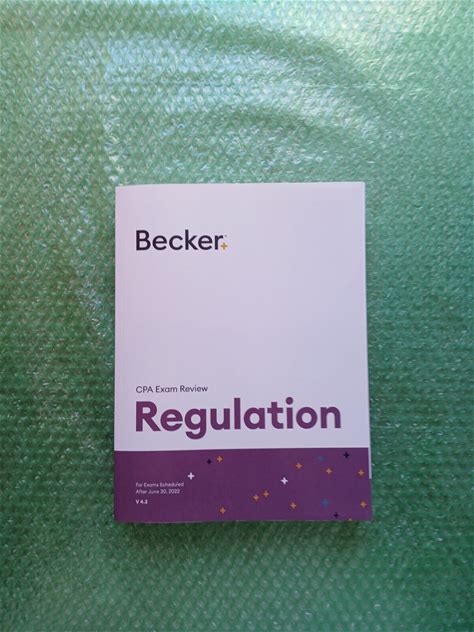 Becker
CPA Exam Review
Regulation
For Exams Scheduled
After June 30, 2022
V 4.2